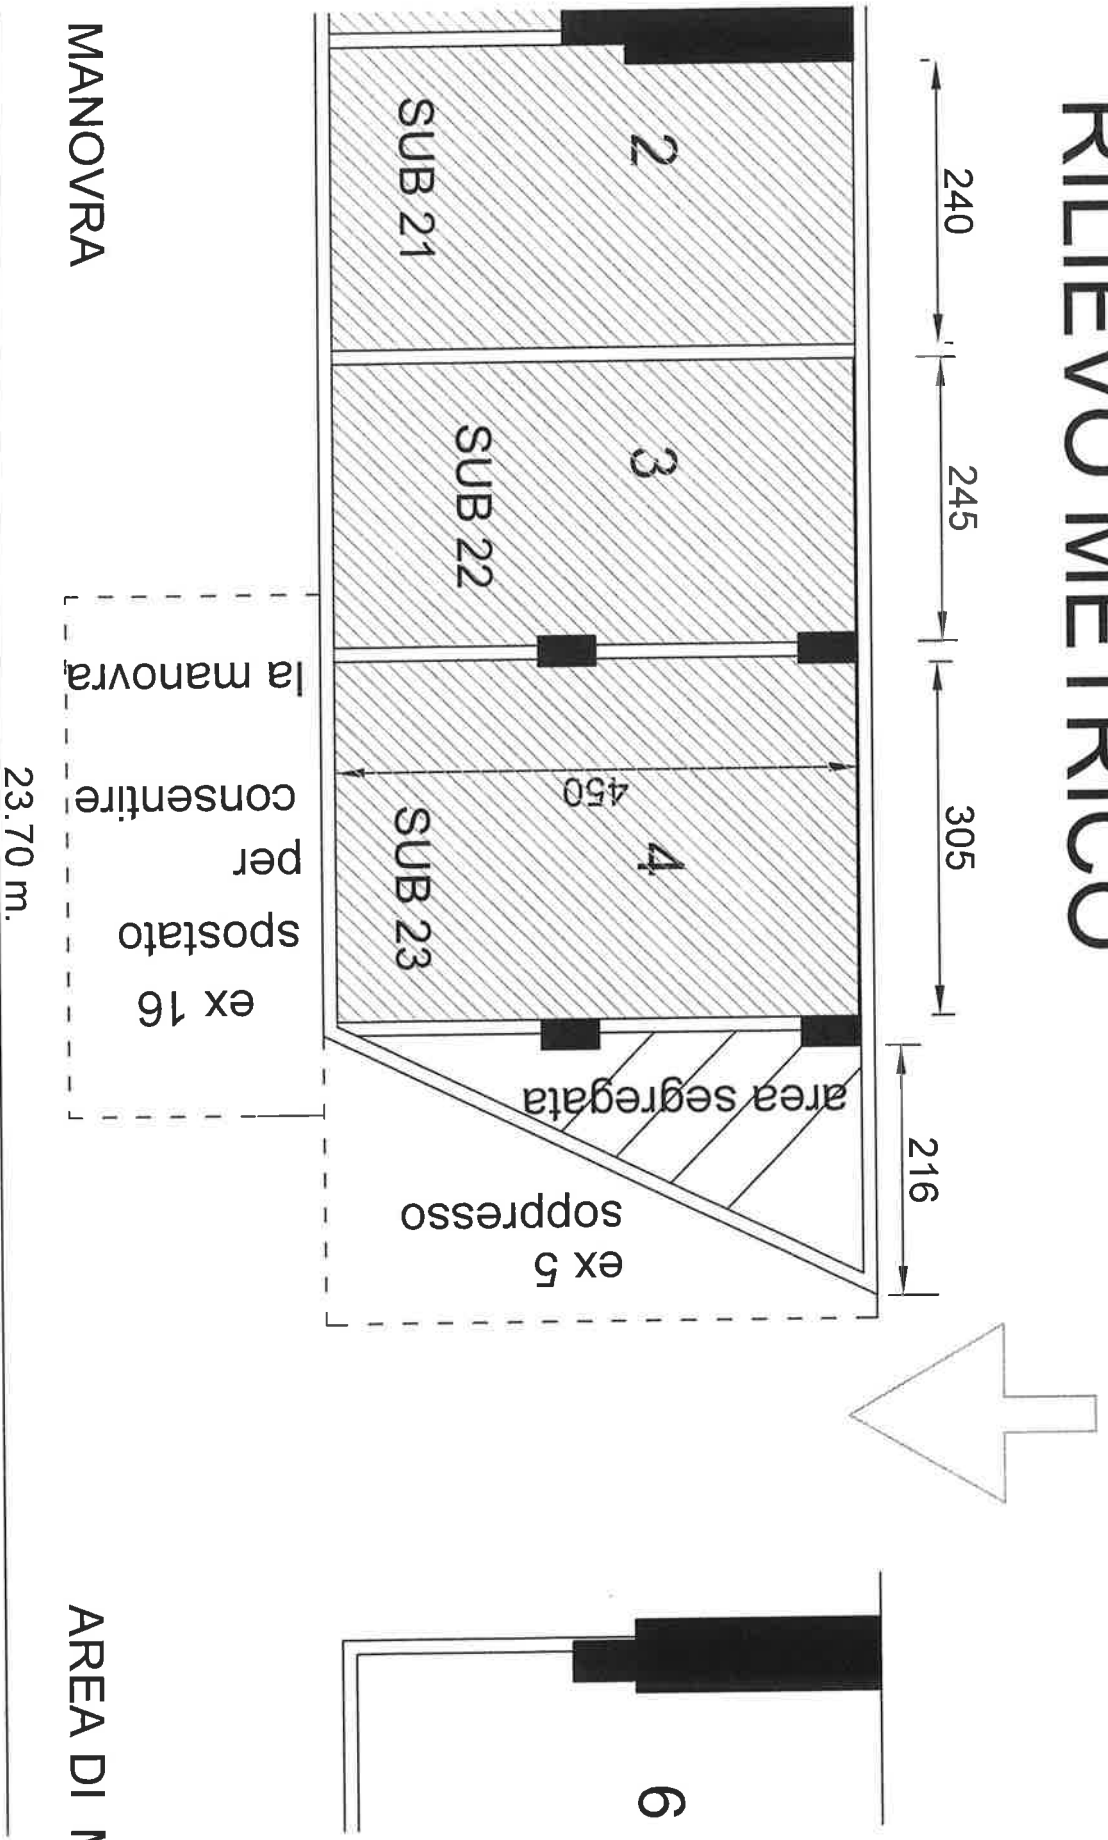 RILIEVO METRICO
240
245
305
216
2
SUB 21
3
SUB 22
4
SUB 23
450
area segregata
ex 5
soppresso
ex 16
spostato
per
consentire
la manovra
6
MANOVRA
AREA DI
23.70 m.